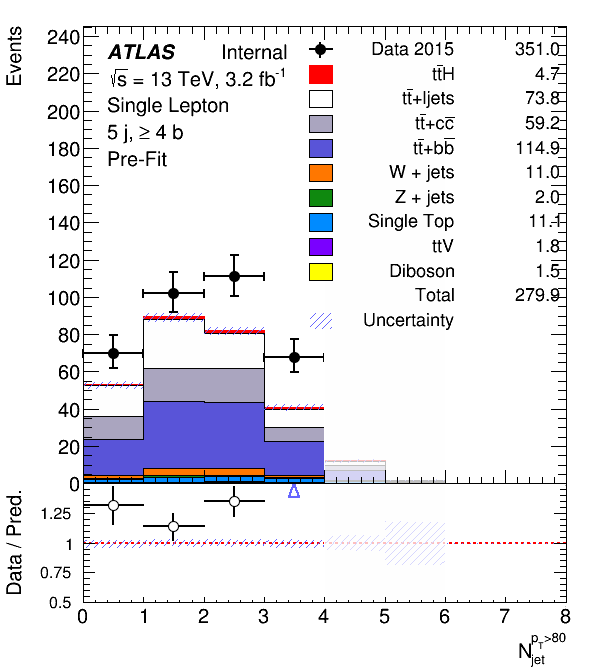 Events
240
220
200
180
160
140
120
100
80
60
40
20
0
ATLAS Internal
√s = 13 TeV, 3.2 fb⁻¹
Single Lepton
5 j, ≥ 4 b
Pre-Fit
Data 2015 351.0
tt̄H 4.7
tt̄+ljets 73.8
tt̄+cc̄ 59.2
tt̄+bb̄ 114.9
W + jets 11.0
Z + jets 2.0
Single Top 11.1
ttV 1.8
Diboson 1.5
Total 279.9
Uncertainty
Data / Pred.
1.25
1
0.75
0.5
0 1 2 3 4 5 6 7 8
N_jet^{p_T>80}